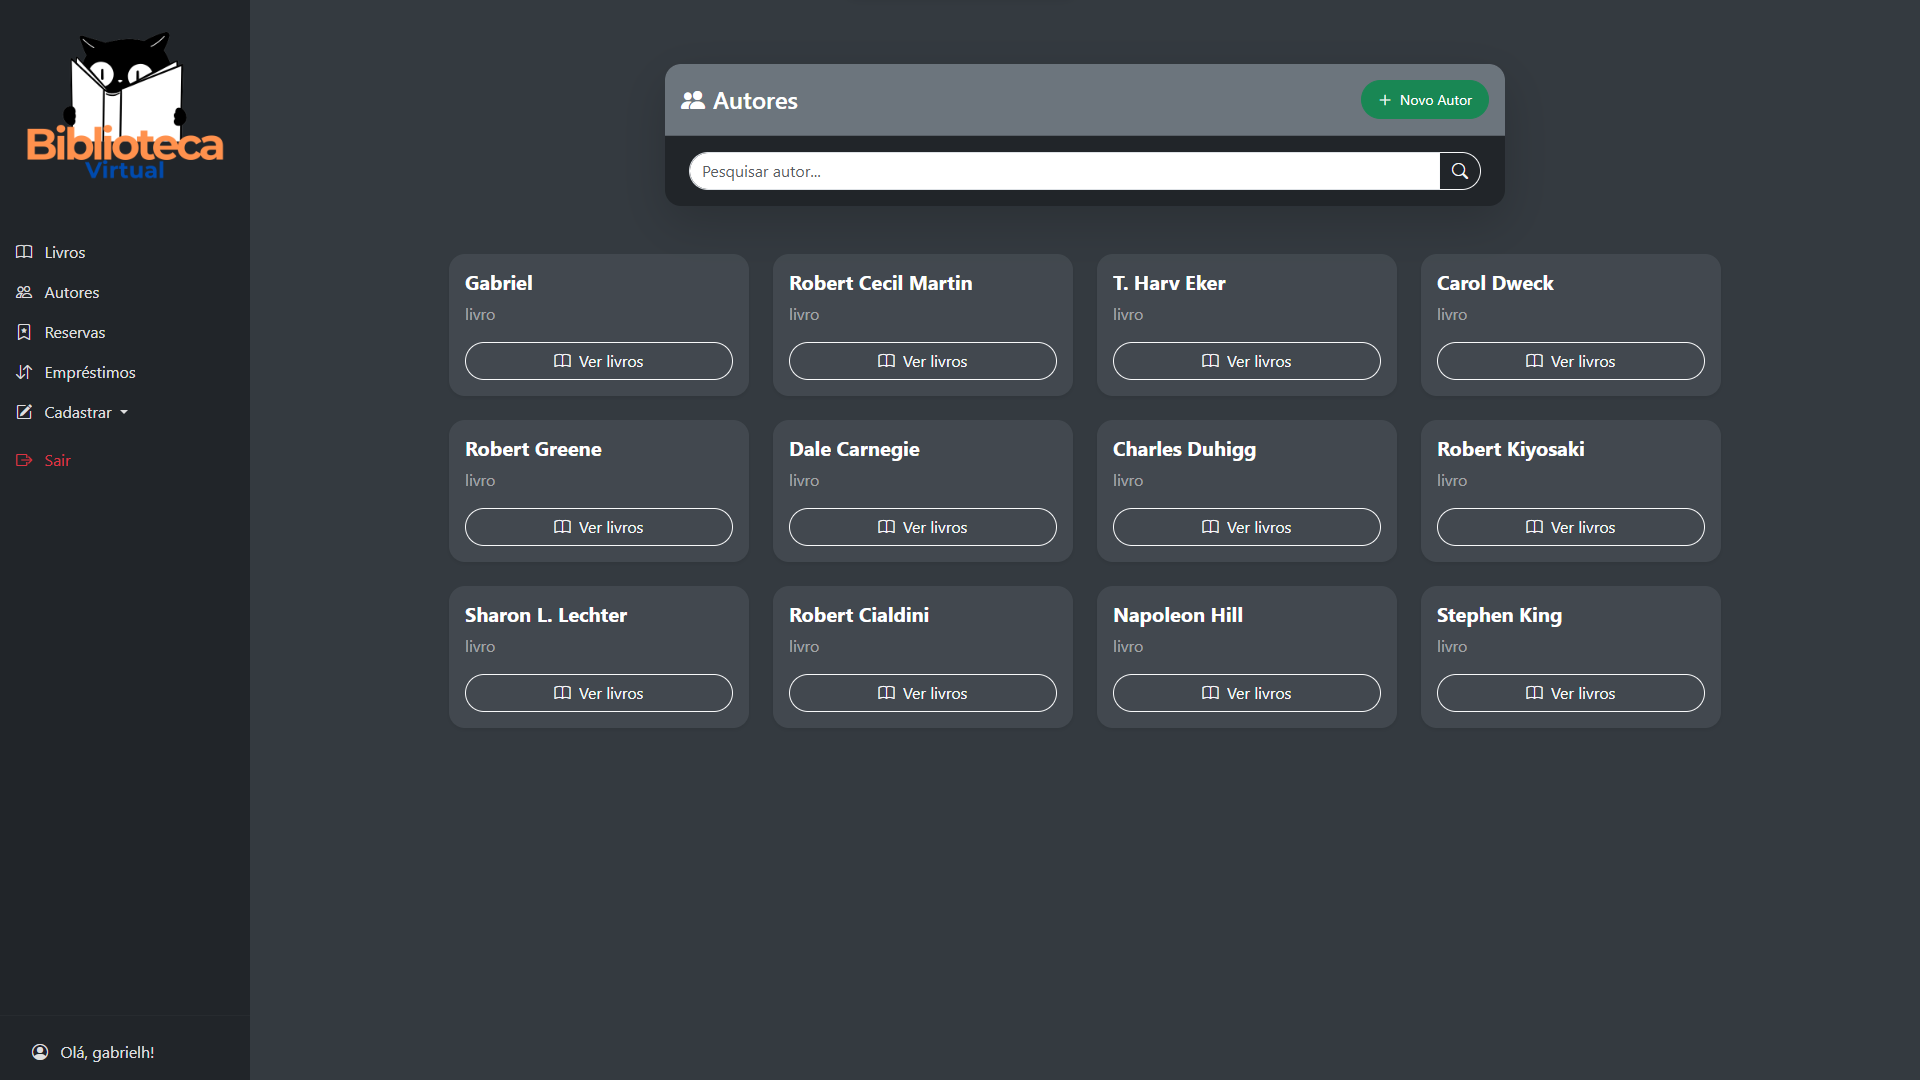 Biblioteca
Virtual
Livros
Autores
Reservas
Empréstimos
Cadastrar
Sair
Olá, gabrielh!
Autores
Novo Autor
Pesquisar autor...
Gabriel
livro
Ver livros
Robert Cecil Martin
livro
Ver livros
T. Harv Eker
livro
Ver livros
Carol Dweck
livro
Ver livros
Robert Greene
livro
Ver livros
Dale Carnegie
livro
Ver livros
Charles Duhigg
livro
Ver livros
Robert Kiyosaki
livro
Ver livros
Sharon L. Lechter
livro
Ver livros
Robert Cialdini
livro
Ver livros
Napoleon Hill
livro
Ver livros
Stephen King
livro
Ver livros